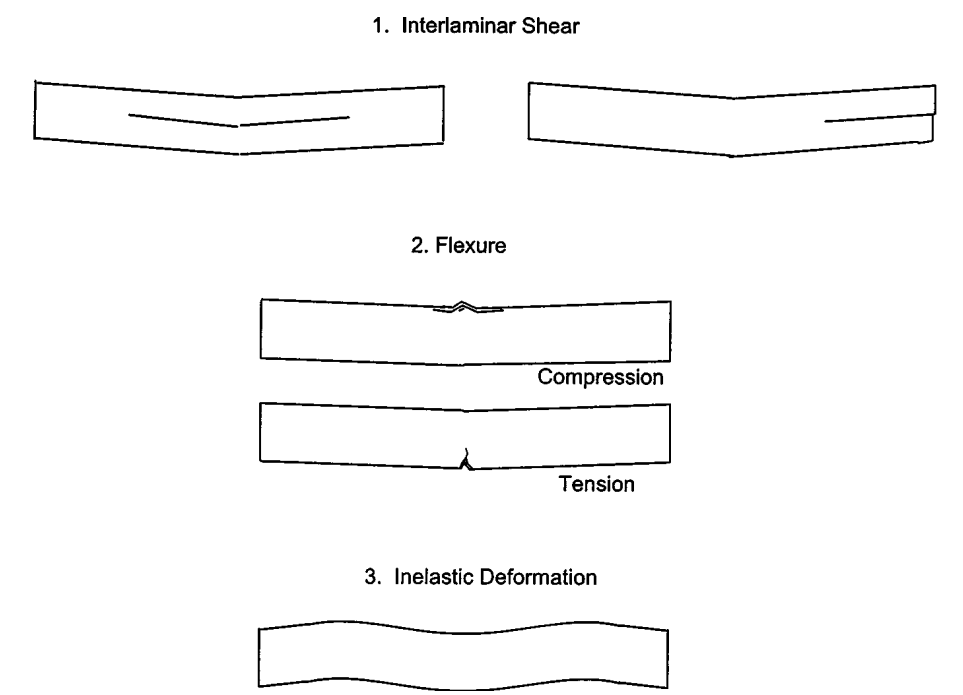 1. Interlaminar Shear
2. Flexure
Compression
Tension
3. Inelastic Deformation